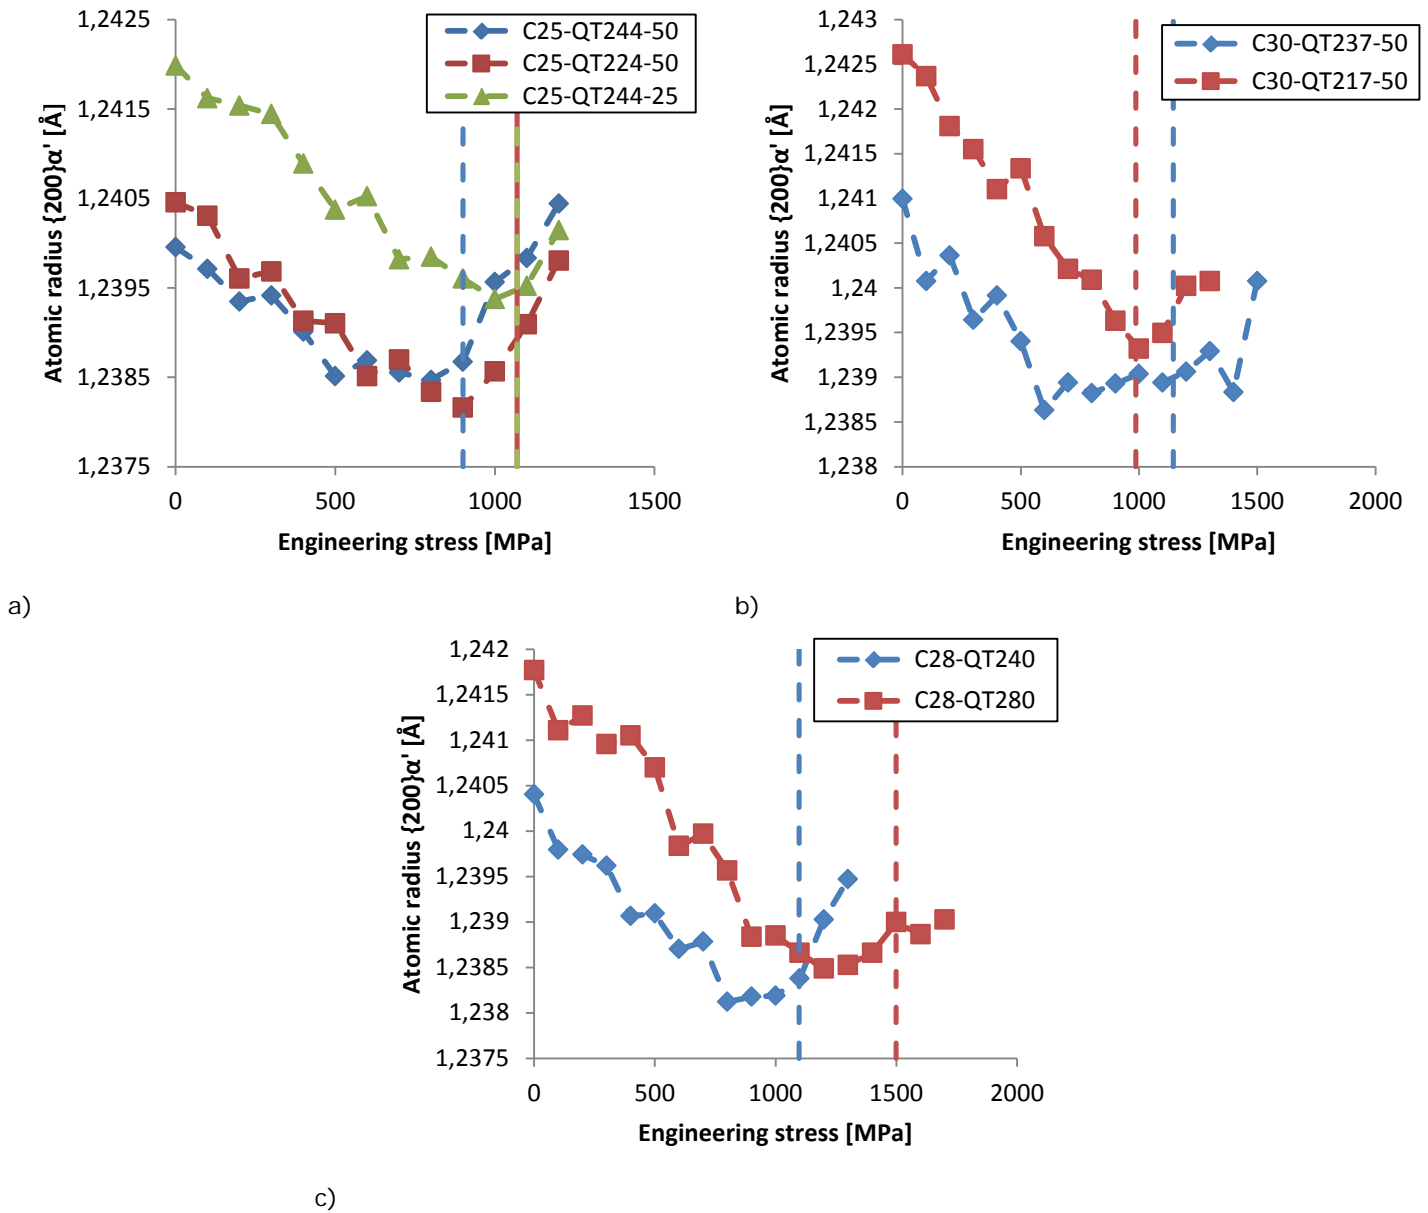 1,2425
1,2415
1,2405
1,2395
1,2385
1,2375
Atomic radius {200}α' [Å]
0 500 1000 1500
Engineering stress [MPa]
C25-QT244-50
C25-QT224-50
C25-QT244-25
a)
1,243
1,2425
1,242
1,2415
1,241
1,2405
1,24
1,2395
1,239
1,2385
1,238
Atomic radius {200}α' [Å]
0 500 1000 1500 2000
Engineering stress [MPa]
C30-QT237-50
C30-QT217-50
b)
1,242
1,2415
1,241
1,2405
1,24
1,2395
1,239
1,2385
1,238
1,2375
Atomic radius {200}α' [Å]
0 500 1000 1500 2000
Engineering stress [MPa]
C28-QT240
C28-QT280
c)